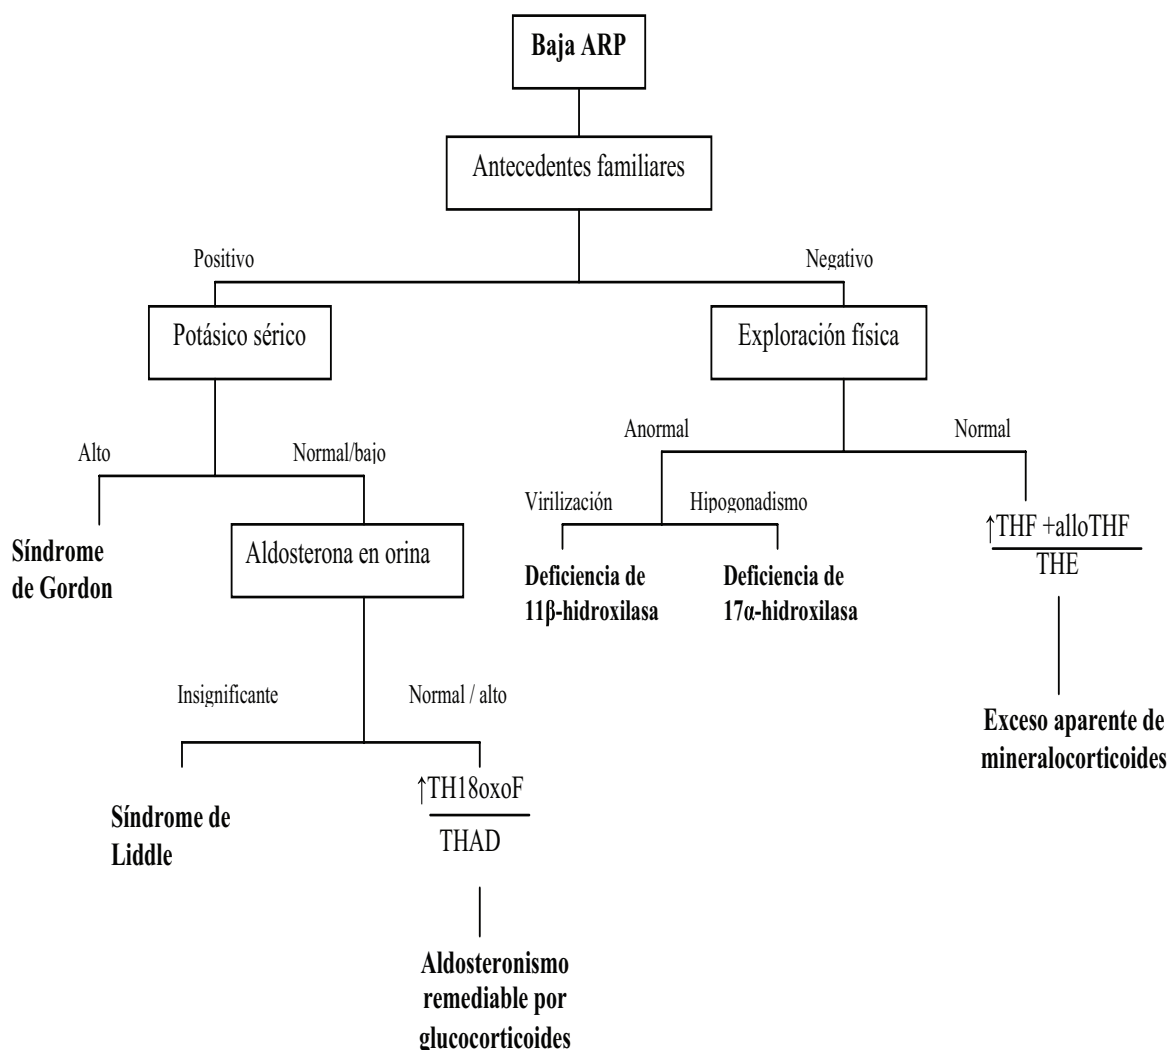 Baja ARP
Antecedentes familiares
Positivo
Negativo
Potásico sérico
Exploración física
Alto
Normal/bajo
Anormal
Normal
Síndrome
de Gordon
Aldosterona en orina
Virilización
Hipogonadismo
Deficiencia de
11β-hidroxilasa
Deficiencia de
17α-hidroxilasa
↑THF +alloTHF
THE
Insignificante
Normal / alto
Exceso aparente de
mineralocorticoides
Síndrome de
Liddle
↑TH18oxoF
THAD
Aldosteronismo
remediable por
glucocorticoides